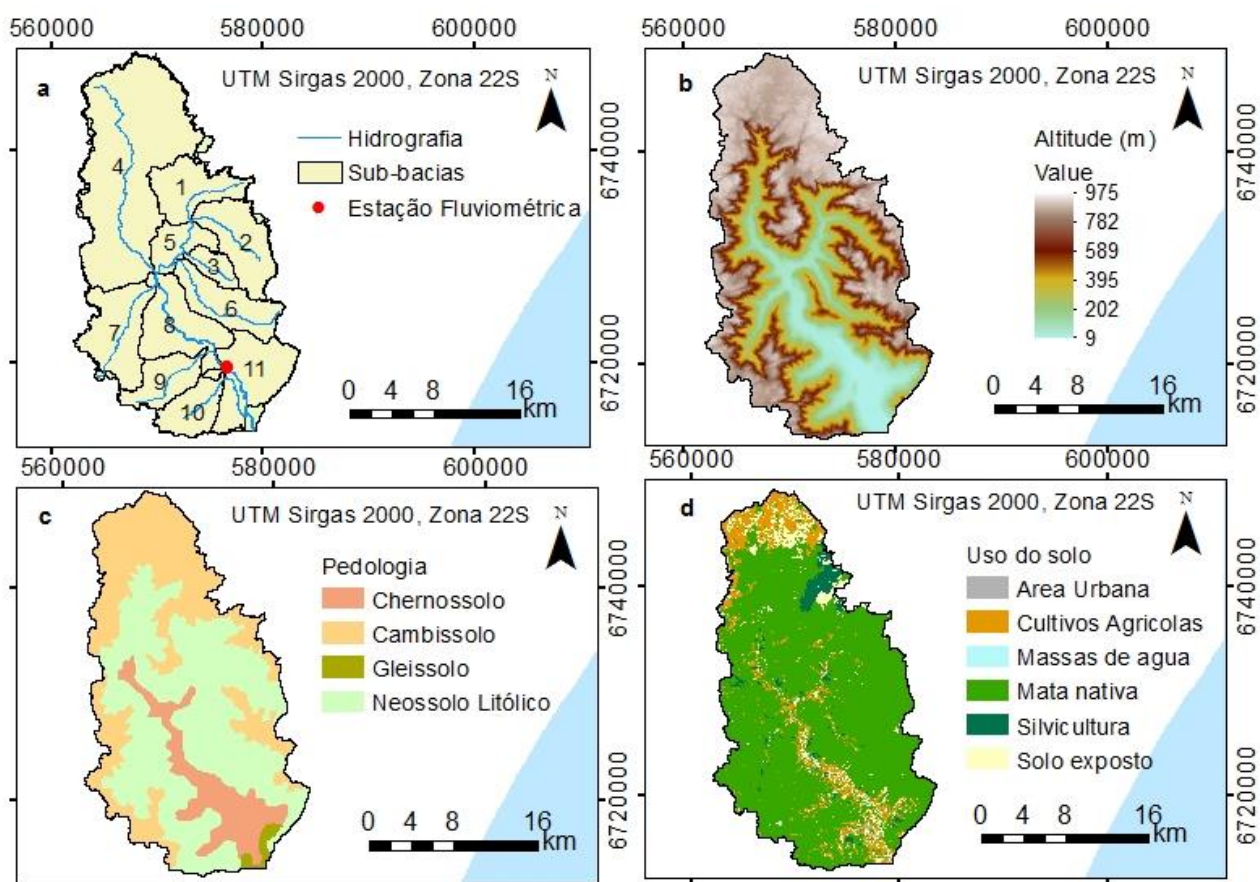 560000 580000 600000
a
UTM Sirgas 2000, Zona 22S
N
Hidrografia
Sub-bacias
Estação Fluviométrica
4
1
5
2
3
6
7
8
9
11
10
0 4 8 16
km
6740000
6720000
560000 580000 600000
b
UTM Sirgas 2000, Zona 22S
N
Altitude (m)
Value
975
782
589
395
202
9
0 4 8 16
km
6740000
6720000
560000 580000 600000
c
UTM Sirgas 2000, Zona 22S
N
Pedologia
Chernossolo
Cambissolo
Gleissolo
Neossolo Litólico
0 4 8 16
km
6740000
6720000
560000 580000 600000
d
UTM Sirgas 2000, Zona 22S
N
Uso do solo
Area Urbana
Cultivos Agricolas
Massas de agua
Mata nativa
Silvicultura
Solo exposto
0 4 8 16
km
6740000
6720000